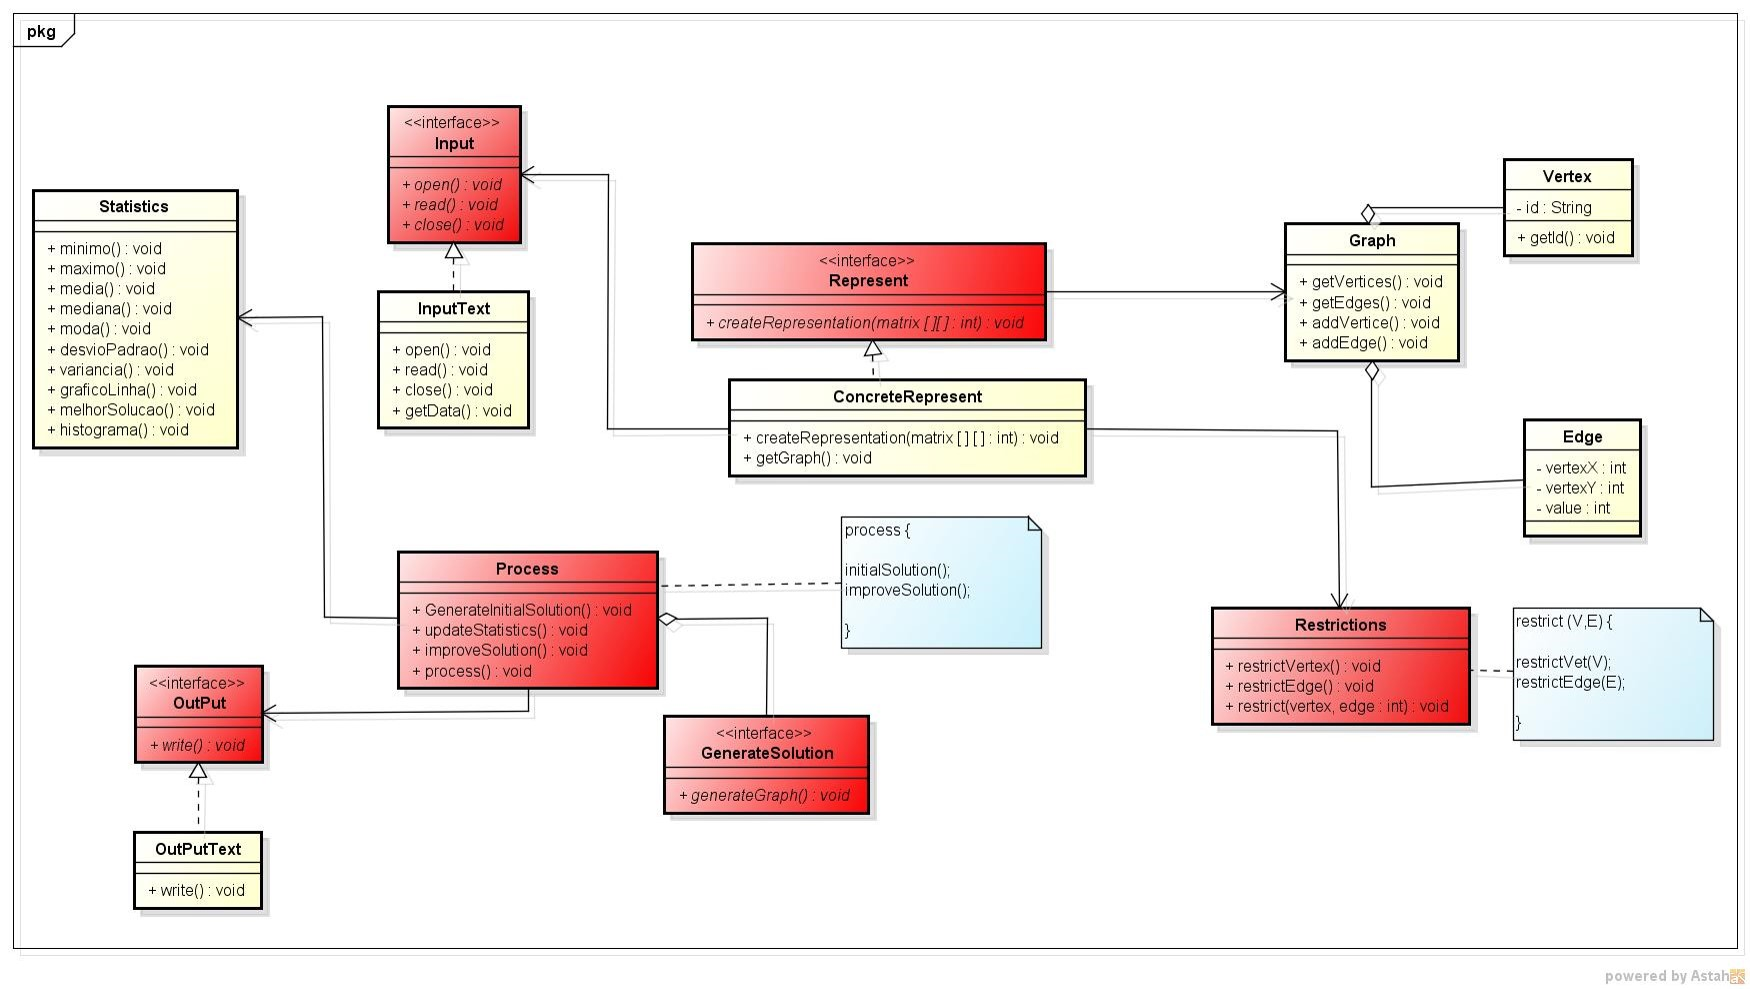 pkg
<<interface>>
Input
+ open() : void
+ read() : void
+ close() : void
Statistics
+ minimo() : void
+ maximo() : void
+ media() : void
+ mediana() : void
+ moda() : void
+ desvioPadrao() : void
+ variancia() : void
+ graficoLinha() : void
+ melhorSolucao() : void
+ histograma() : void
InputText
+ open() : void
+ read() : void
+ close() : void
+ getData() : void
<<interface>>
Represent
+ createRepresentation(matrix [ ][ ] : int) : void
ConcreteRepresent
+ createRepresentation(matrix [ ] [ ] : int) : void
+ getGraph() : void
Vertex
- id : String
+ getId() : void
Graph
+ getVertices() : void
+ getEdges() : void
+ addVertice() : void
+ addEdge() : void
Edge
- vertexX : int
- vertexY : int
- value : int
process {
initialSolution();
improveSolution();
}
Process
+ GenerateInitialSolution() : void
+ updateStatistics() : void
+ improveSolution() : void
+ process() : void
Restrictions
+ restrictVertex() : void
+ restrictEdge() : void
+ restrict(vertex, edge : int) : void
restrict (V,E) {
restrictVet(V);
restrictEdge(E);
}
<<interface>>
OutPut
+ write() : void
<<interface>>
GenerateSolution
+ generateGraph() : void
OutPutText
+ write() : void
powered by Astah